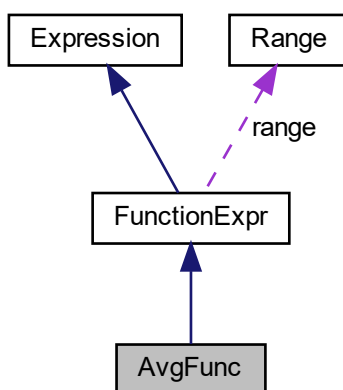 Expression
Range
range
FunctionExpr
AvgFunc